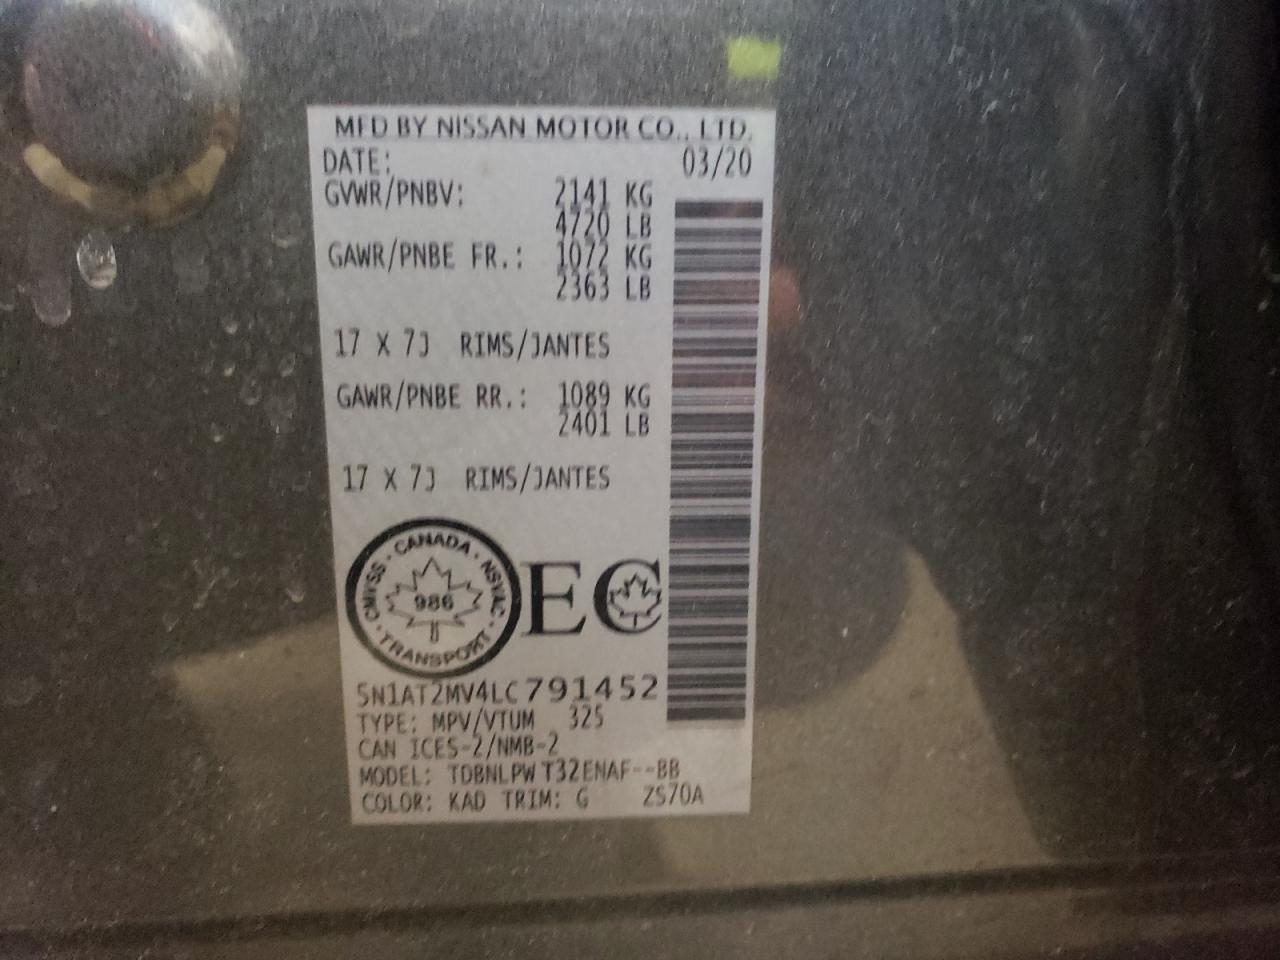 MFD BY NISSAN MOTOR CO., LTD.
DATE: 03/20
GVWR/PNBV: 2141 KG
4720 LB
GAWR/PNBE FR.: 1072 KG
2363 LB
17 X 7J RIMS/JANTES
GAWR/PNBE RR.: 1089 KG
2401 LB
17 X 7J RIMS/JANTES
CANADA · NSVAC · TRANSPORT · CMVSS ·
986
EC
5N1AT2MV4LC791452
TYPE: MPV/VTUM 325
CAN ICES-2/NMB-2
MODEL: TDBNLPW T32ENAF--BB
COLOR: KAD TRIM: G ZS70A